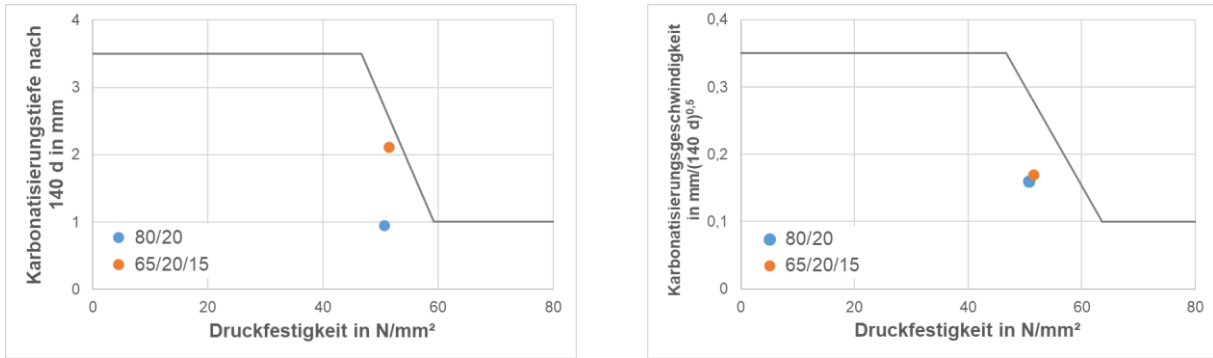 Karbonatisierungstiefe nach
140 d in mm
4
3
2
1
0
80/20
65/20/15
0 20 40 60 80
Druckfestigkeit in N/mm²
Karbonatisierungsgeschwindigkeit
in mm/(140 d)⁰,⁵
0,4
0,3
0,2
0,1
0
80/20
65/20/15
0 20 40 60 80
Druckfestigkeit in N/mm²